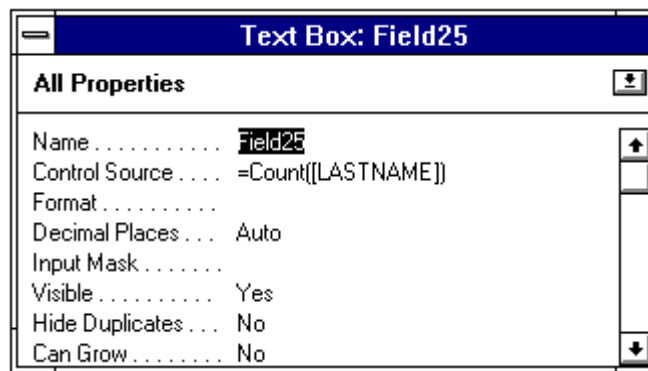 Text Box: Field25
All Properties
Name . . . . . . . . . . . Field25
Control Source . . . . =Count([LASTNAME])
Format . . . . . . . . . .
Decimal Places . . . Auto
Input Mask . . . . . . .
Visible . . . . . . . . . . Yes
Hide Duplicates . . . No
Can Grow . . . . . . . . No